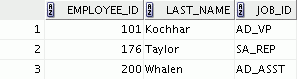 EMPLOYEE_ID LAST_NAME JOB_ID
1 101 Kochhar AD_VP
2 176 Taylor SA_REP
3 200 Whalen AD_ASST